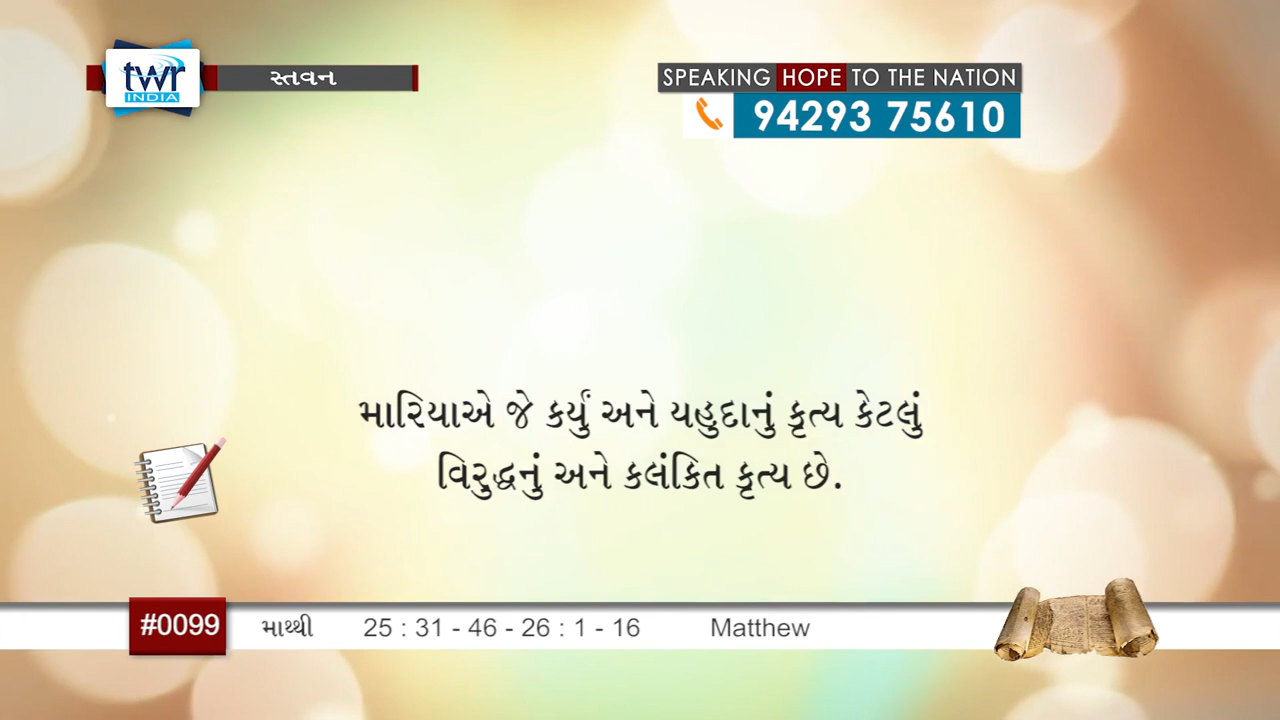 twr
INDIA
સ્તવન
SPEAKING HOPE TO THE NATION
94293 75610
મારિયાએ જે કર્યું અને યહુદાનું કૃત્ય કેટલું
વિરુદ્ધનું અને કલંકિત કૃત્ય છે.
#0099 માથ્થી 25 : 31 - 46 - 26 : 1 - 16 Matthew